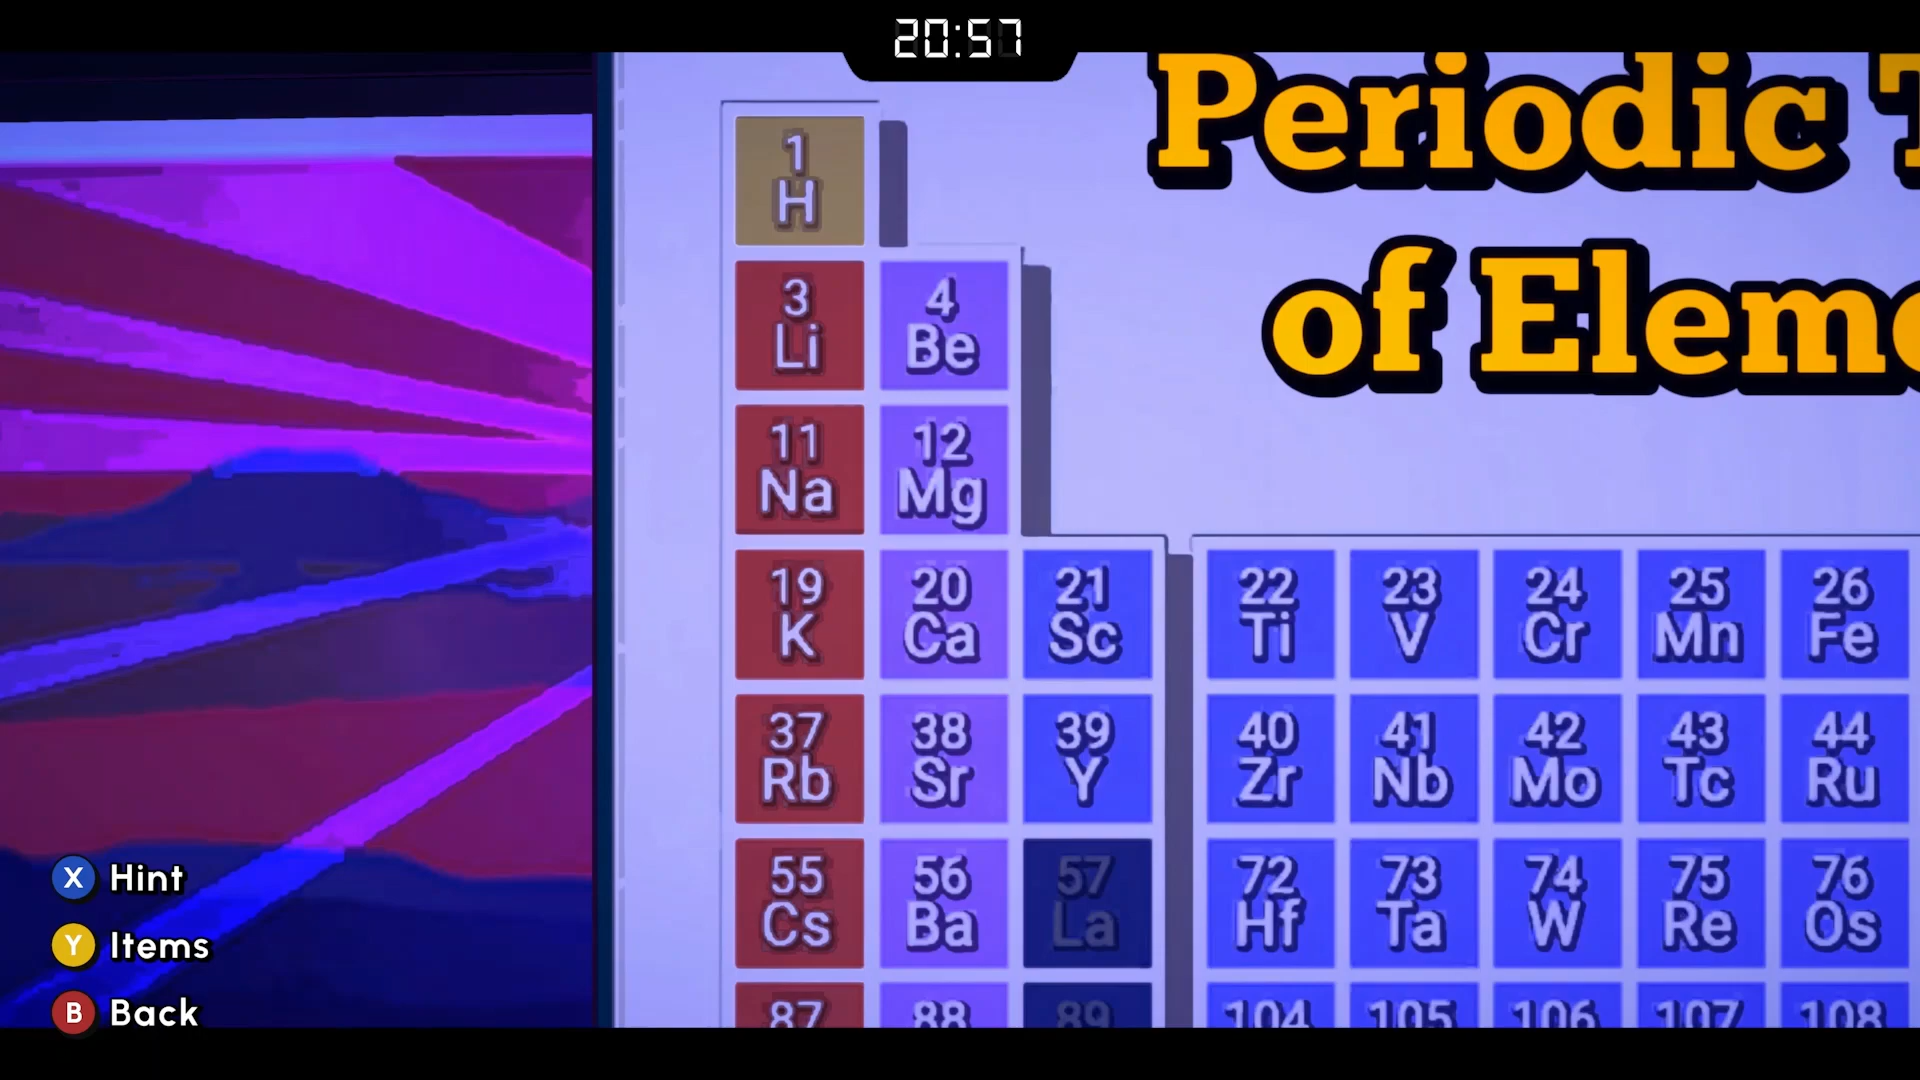 20:57
Periodic T
of Eleme
1
H
3 4
Li Be
11 12
Na Mg
19 20 21 22 23 24 25 26
K Ca Sc Ti V Cr Mn Fe
37 38 39 40 41 42 43 44
Rb Sr Y Zr Nb Mo Tc Ru
55 56 57 72 73 74 75 76
Cs Ba La Hf Ta W Re Os
87 88 89 104 105 106 107 108
X Hint
Y Items
B Back